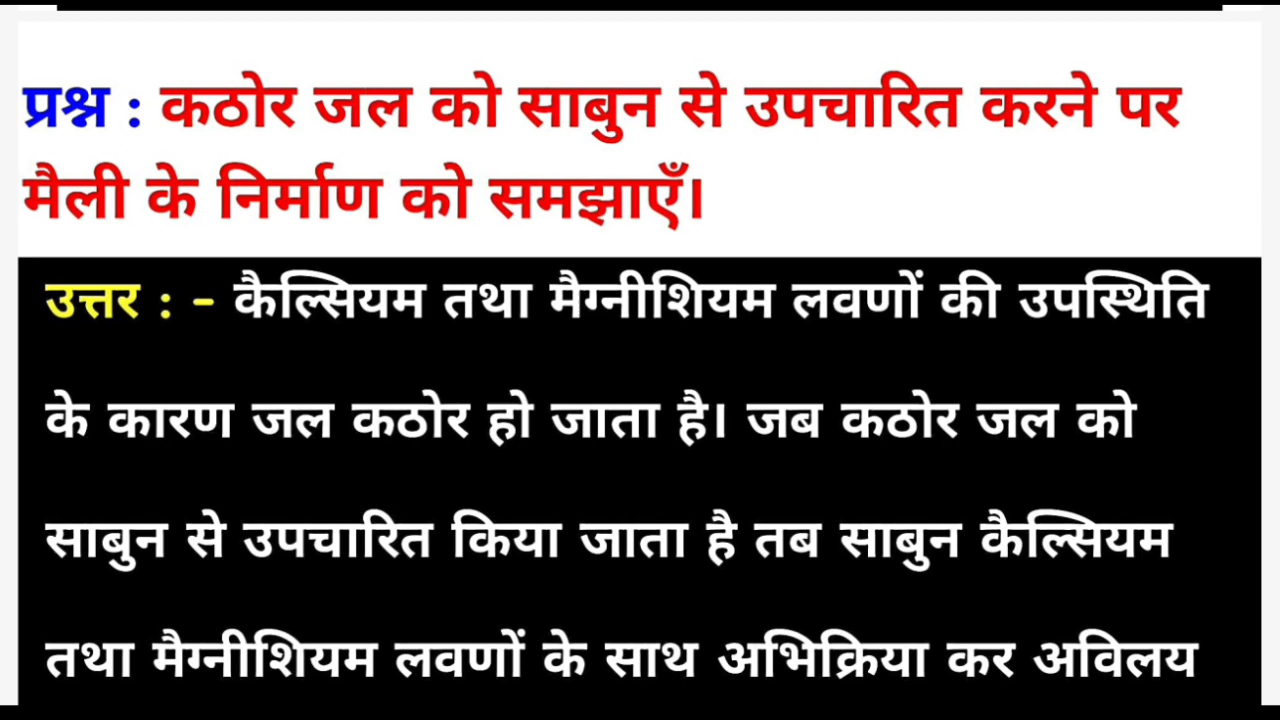 प्रश्न : कठोर जल को साबुन से उपचारित करने पर
मैली के निर्माण को समझाएँ।
उत्तर : - कैल्सियम तथा मैग्नीशियम लवणों की उपस्थिति
के कारण जल कठोर हो जाता है। जब कठोर जल को
साबुन से उपचारित किया जाता है तब साबुन कैल्सियम
तथा मैग्नीशियम लवणों के साथ अभिक्रिया कर अविलय